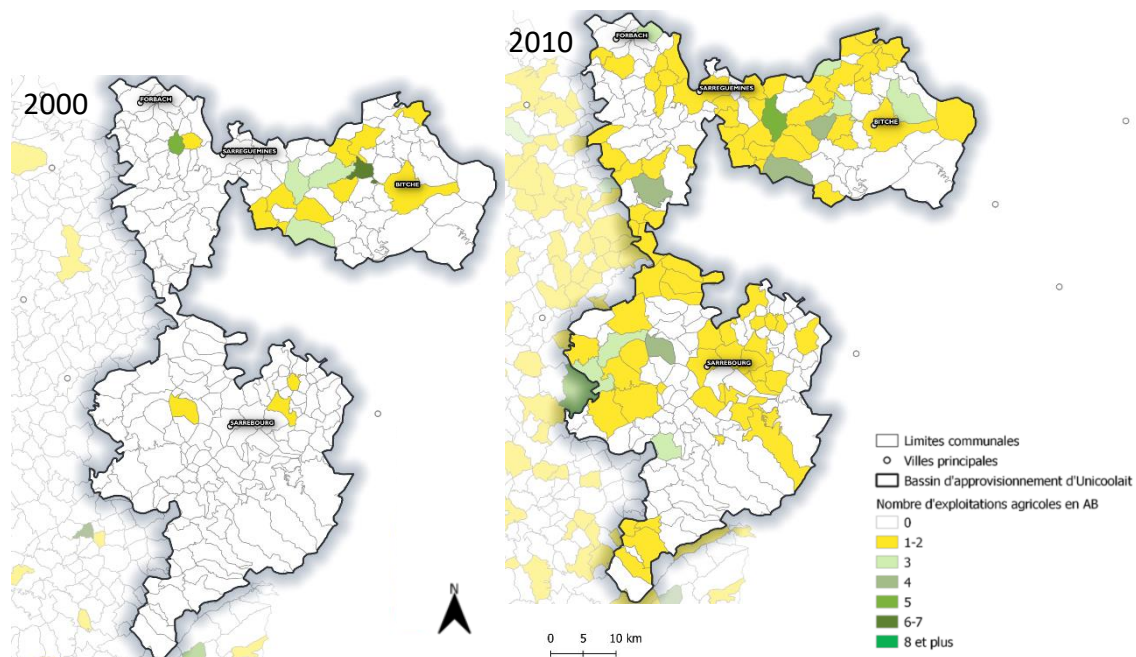 2000
FORBACH
SARREGUEMINES
BITCHE
SARREBOURG
2010
FORBACH
SARREGUEMINES
BITCHE
SARREBOURG
N
0 5 10 km
Limites communales
Villes principales
Bassin d'approvisionnement d'Unicoolait
Nombre d'exploitations agricoles en AB
0
1-2
3
4
5
6-7
8 et plus